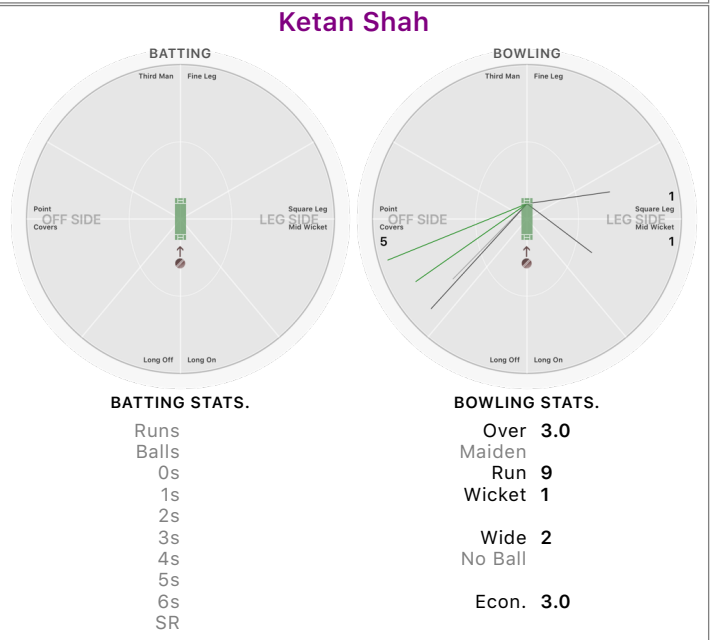 Ketan Shah
BATTING
Third Man Fine Leg
Point
OFF SIDE
Covers
Square Leg
LEG SIDE
Mid Wicket
Long Off Long On
BOWLING
Third Man Fine Leg
Point
OFF SIDE
Covers
5
1
Square Leg
LEG SIDE
Mid Wicket
1
Long Off Long On
BATTING STATS.
Runs
Balls
0s
1s
2s
3s
4s
5s
6s
SR
BOWLING STATS.
Over 3.0
Maiden
Run 9
Wicket 1
Wide 2
No Ball
Econ. 3.0